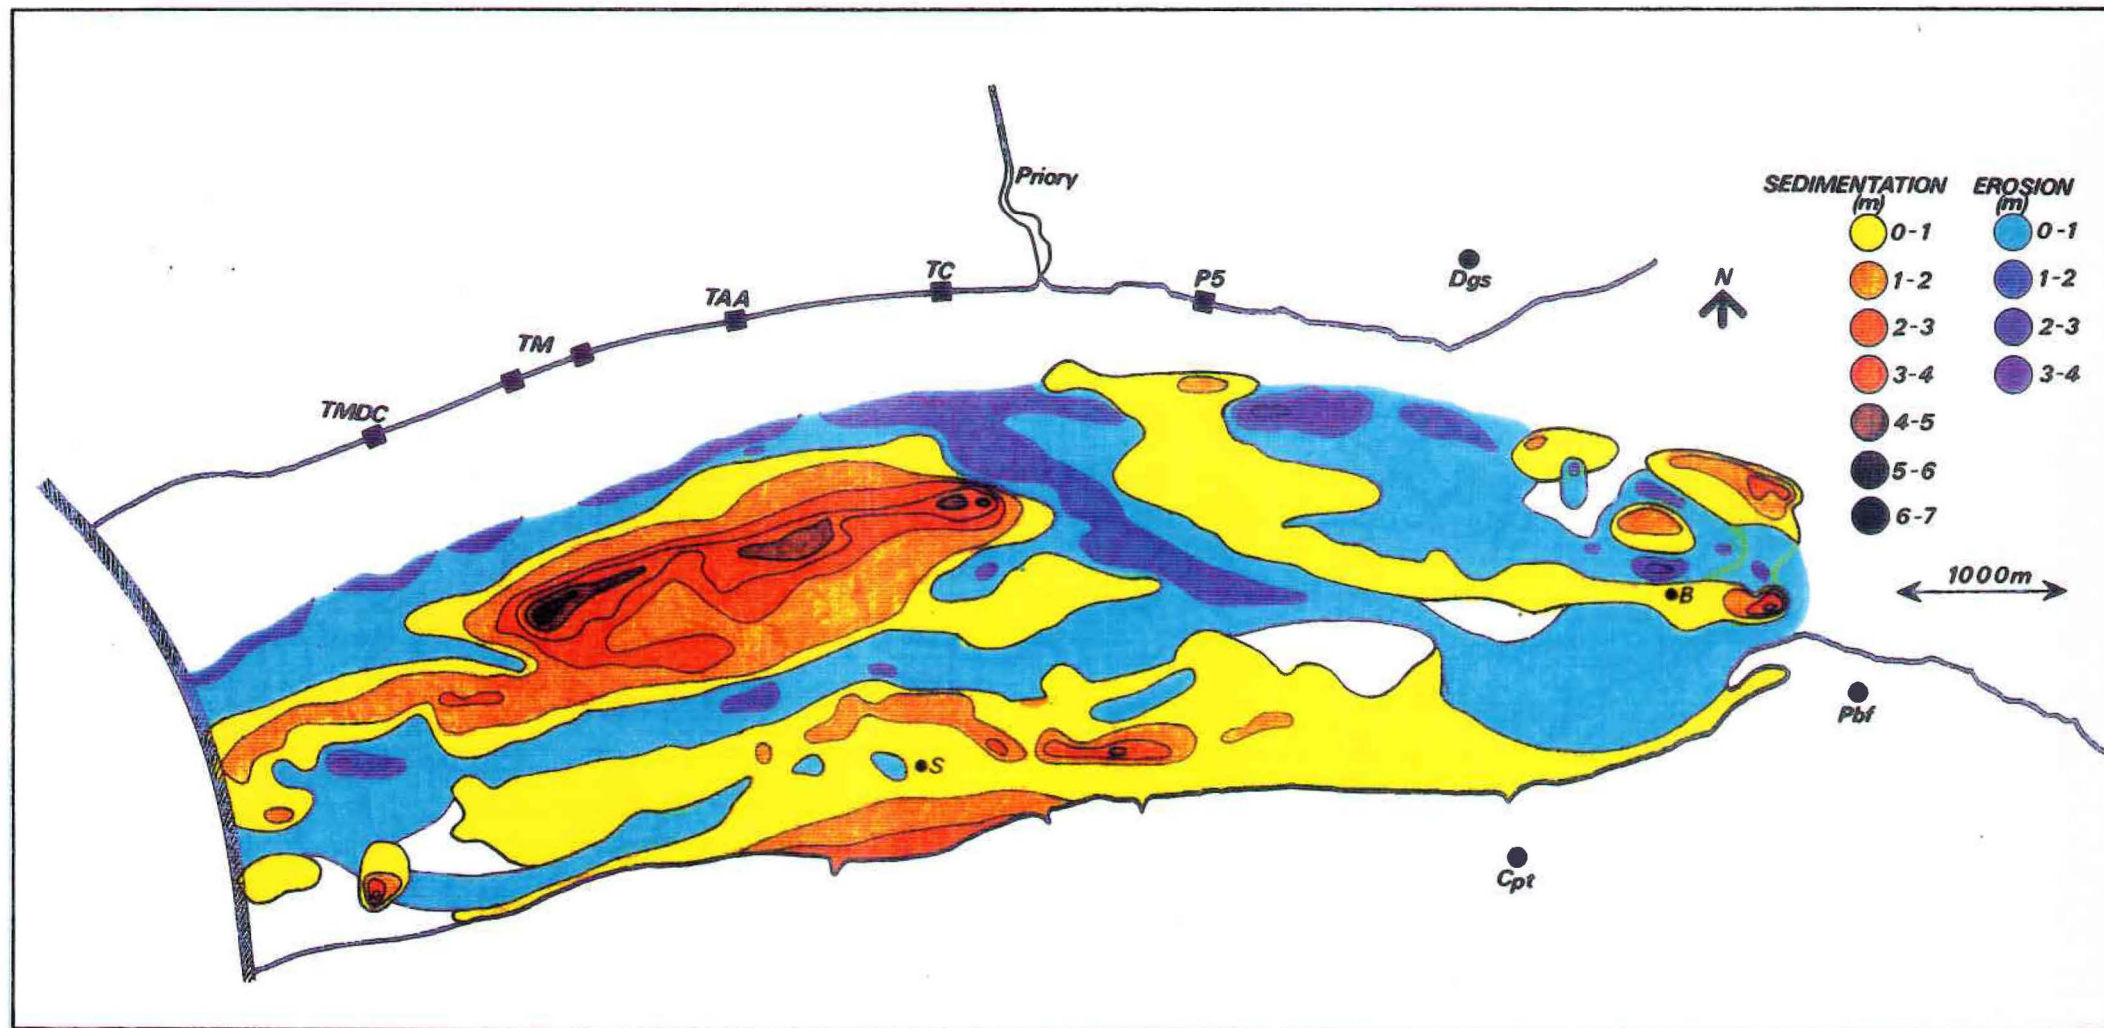 Priory
SEDIMENTATION
(m)
0-1
1-2
2-3
3-4
4-5
5-6
6-7
EROSION
(m)
0-1
1-2
2-3
3-4
TC
P5
Dgs
N
TAA
TM
TMDC
1000m
B
Pbf
S
Cpt